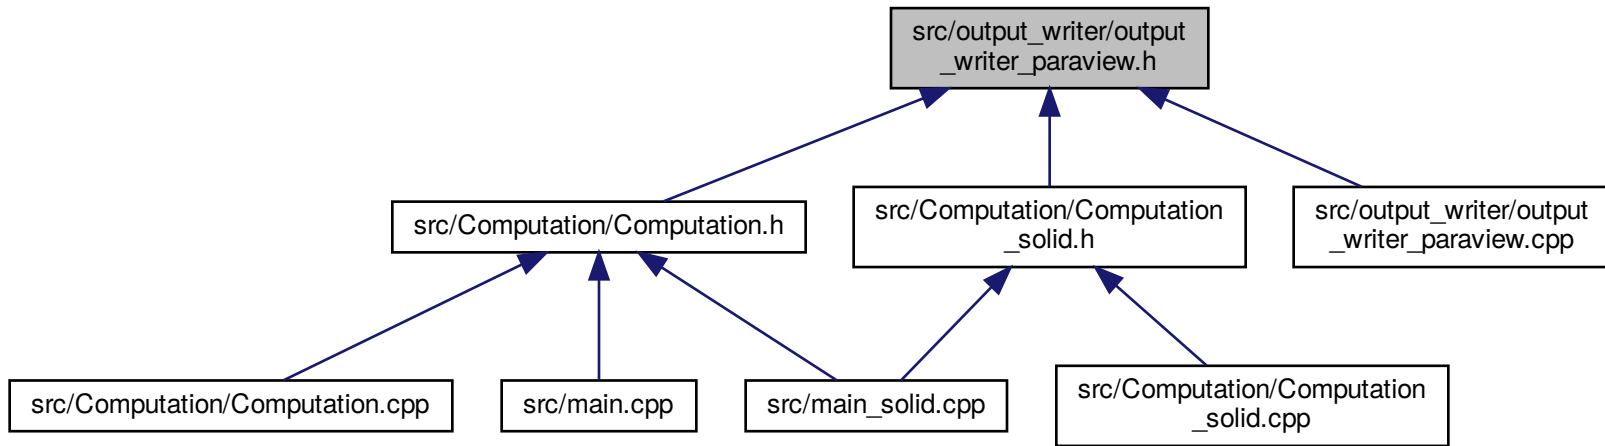 src/output_writer/output
_writer_paraview.h
src/Computation/Computation.h
src/Computation/Computation
_solid.h
src/output_writer/output
_writer_paraview.cpp
src/Computation/Computation.cpp
src/main.cpp
src/main_solid.cpp
src/Computation/Computation
_solid.cpp